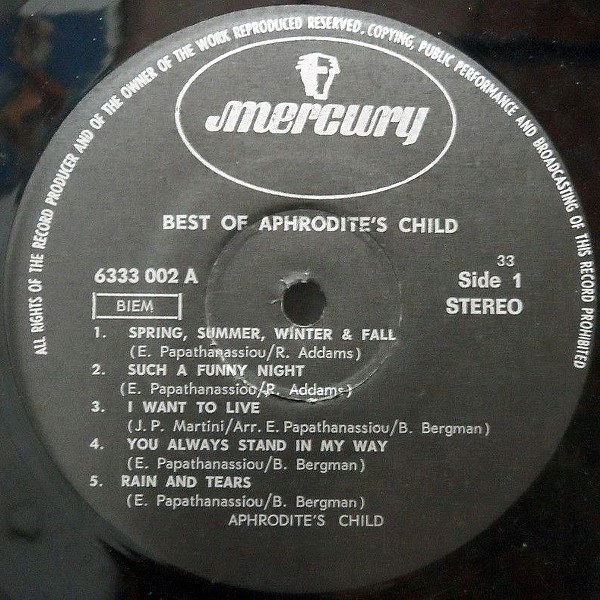 ALL RIGHTS OF THE RECORD PRODUCER AND OF THE OWNER OF THE WORK REPRODUCED RESERVED. COPYING, PUBLIC PERFORMANCE AND BROADCASTING OF THIS RECORD PROHIBITED
mercury
BEST OF APHRODITE'S CHILD
6333 002 A
33
Side 1
BIEM
STEREO
1. SPRING, SUMMER, WINTER & FALL
(E. Papathanassiou/R. Addams)
2. SUCH A FUNNY NIGHT
(E. Papathanassiou/R. Addams)
3. I WANT TO LIVE
(J. P. Martini/Arr. E. Papathanassiou/B. Bergman)
4. YOU ALWAYS STAND IN MY WAY
(E. Papathanassiou/B. Bergman)
5. RAIN AND TEARS
(E. Papathanassiou/B. Bergman)
APHRODITE'S CHILD